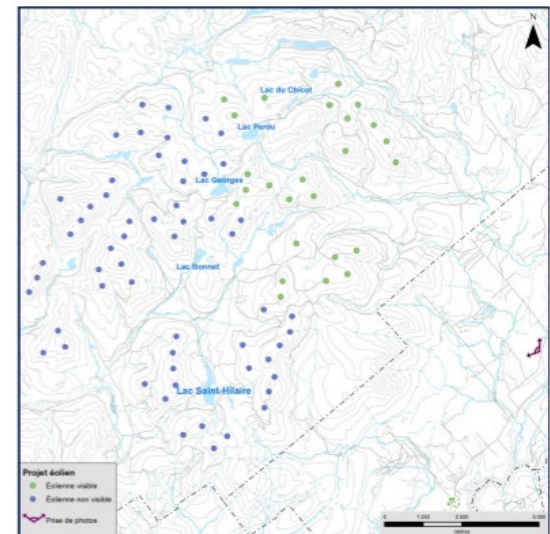 N
Lac du Chicot
Lac Perdu
Lac Georges
Lac Bonnet
Lac Saint-Hilaire
Projet éolien
Éolienne visible
Éolienne non visible
Prise de photos
0
mètres